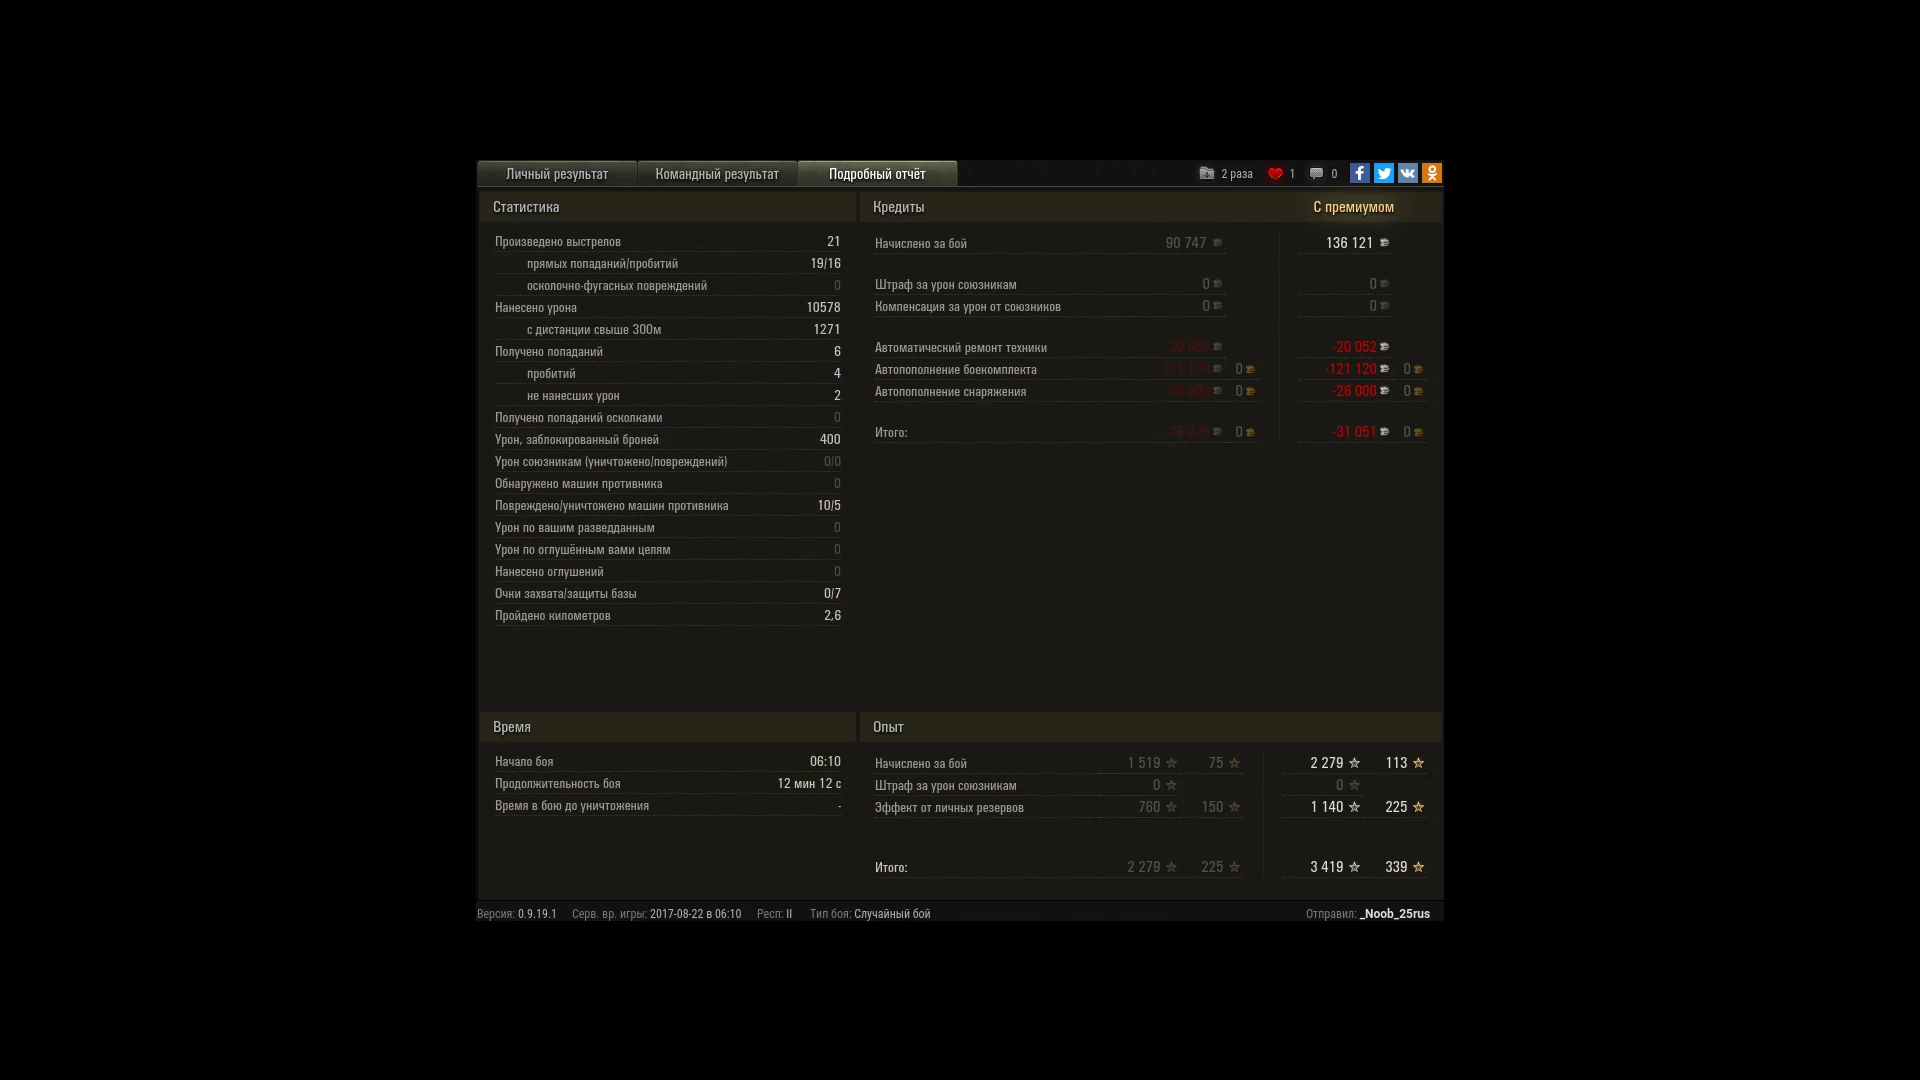 Личный результат Командный результат Подробный отчёт 2 раза 1 0
Статистика
Произведено выстрелов 21
прямых попаданий/пробитий 19/16
осколочно-фугасных повреждений 0
Нанесено урона 10578
с дистанции свыше 300м 1271
Получено попаданий 6
пробитий 4
не нанесших урон 2
Получено попаданий осколками 0
Урон, заблокированный броней 400
Урон союзникам (уничтожено/повреждений) 0/0
Обнаружено машин противника 0
Повреждено/уничтожено машин противника 10/5
Урон по вашим разведданным 0
Урон по оглушённым вами целям 0
Нанесено оглушений 0
Очки захвата/защиты базы 0/7
Пройдено километров 2,6
Кредиты С премиумом
Начислено за бой 90 747 136 121
Штраф за урон союзникам 0 0
Компенсация за урон от союзников 0 0
Автоматический ремонт техники -20 052 -20 052
Автопополнение боекомплекта -121 120 0 -121 120 0
Автопополнение снаряжения 0 -26 000 0
Итого: 0 -31 051 0
Время
Начало боя 06:10
Продолжительность боя 12 мин 12 с
Время в бою до уничтожения -
Опыт
Начислено за бой 1 519 75 2 279 113
Штраф за урон союзникам 0 0
Эффект от личных резервов 760 150 1 140 225
Итого: 2 279 225 3 419 339
Версия: 0.9.19.1 Серв. вр. игры: 2017-08-22 в 06:10 Респ: II Тип боя: Случайный бой Отправил: _Noob_25rus